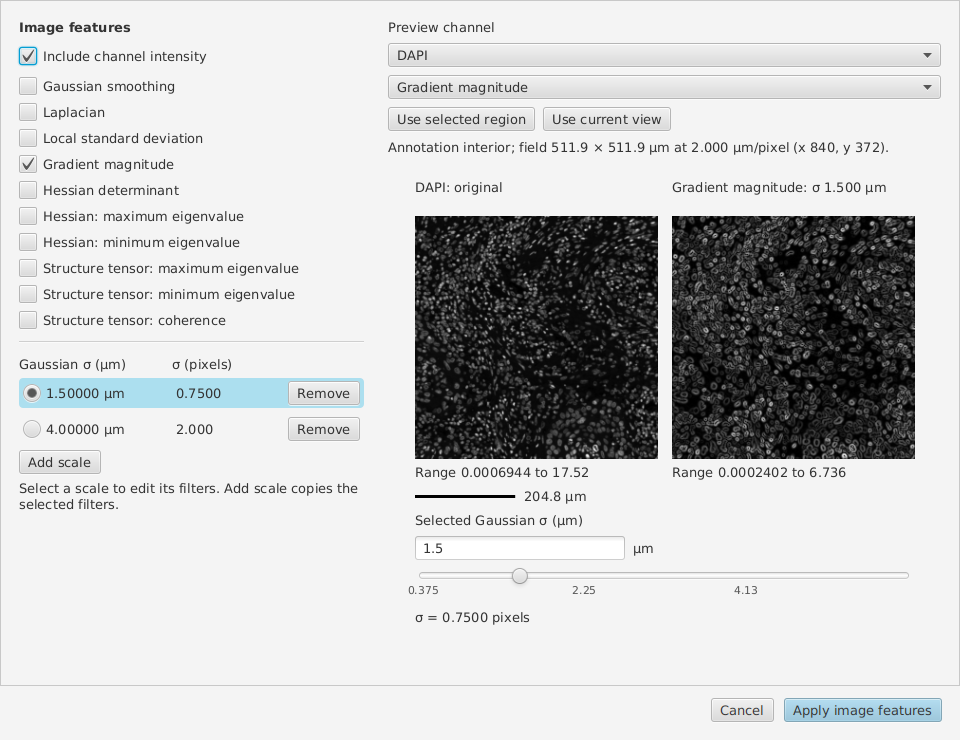 Image features
Include channel intensity
Gaussian smoothing
Laplacian
Local standard deviation
Gradient magnitude
Hessian determinant
Hessian: maximum eigenvalue
Hessian: minimum eigenvalue
Structure tensor: maximum eigenvalue
Structure tensor: minimum eigenvalue
Structure tensor: coherence
Gaussian σ (µm) σ (pixels)
1.50000 µm 0.7500 Remove
4.00000 µm 2.000 Remove
Add scale
Select a scale to edit its filters. Add scale copies the
selected filters.
Preview channel
DAPI
Gradient magnitude
Use selected region Use current view
Annotation interior; field 511.9 × 511.9 µm at 2.000 µm/pixel (x 840, y 372).
DAPI: original Gradient magnitude: σ 1.500 µm
Range 0.0006944 to 17.52 Range 0.0002402 to 6.736
204.8 µm
Selected Gaussian σ (µm)
1.5 µm
0.375 2.25 4.13
σ = 0.7500 pixels
Cancel Apply image features